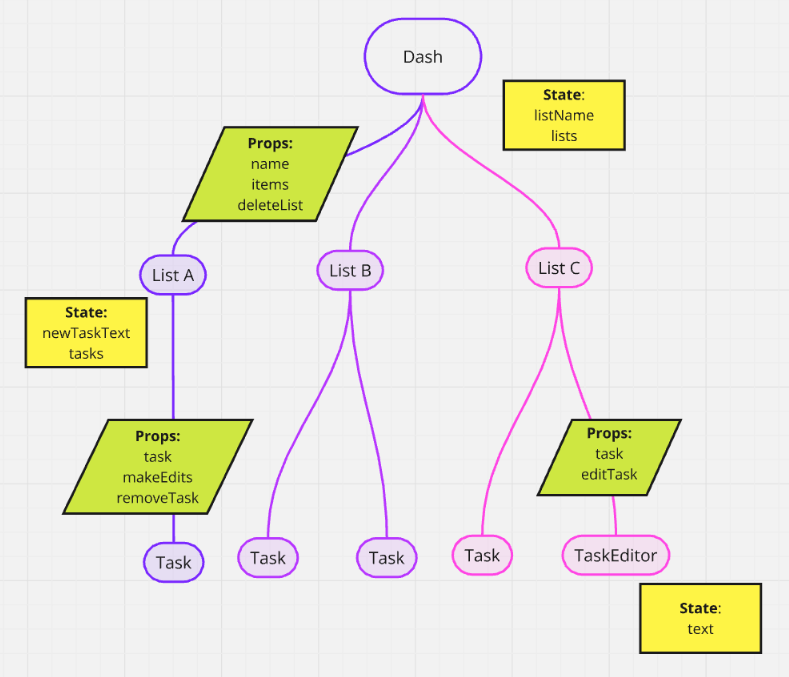 Dash
State:
listName
lists
Props:
name
items
deleteList
List A
List B
List C
State:
newTaskText
tasks
Props:
task
makeEdits
removeTask
Props:
task
editTask
Task
Task
Task
Task
TaskEditor
State:
text